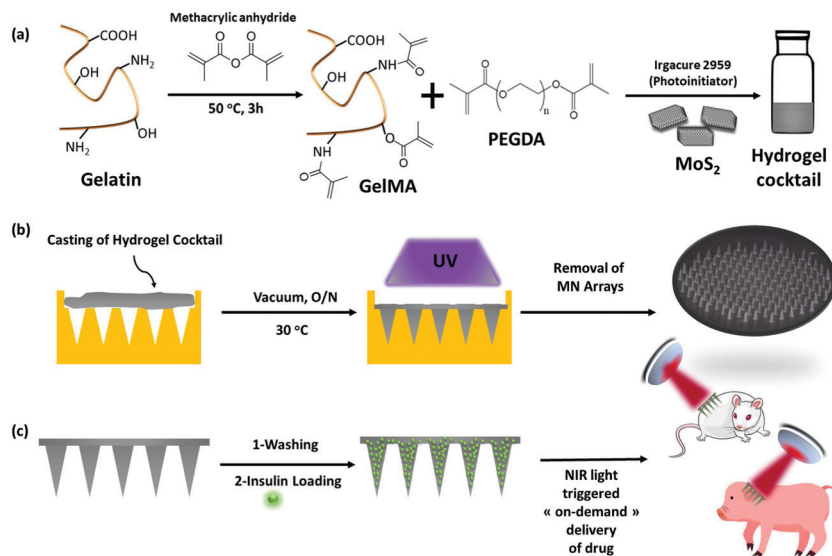 (a)
COOH
NH2
OH
OH
NH2
Gelatin
Methacrylic anhydride
O
O
O
50 °C, 3h
COOH
OH
NH
O
O
O
NH
O
GelMA
+
O
O
O
O
n
PEGDA
Irgacure 2959
(Photoinitiator)
MoS2
Hydrogel
cocktail
(b)
Casting of Hydrogel Cocktail
Vacuum, O/N
30 °C
UV
Removal of
MN Arrays
(c)
1-Washing
2-Insulin Loading
NIR light
triggered
« on-demand »
delivery
of drug